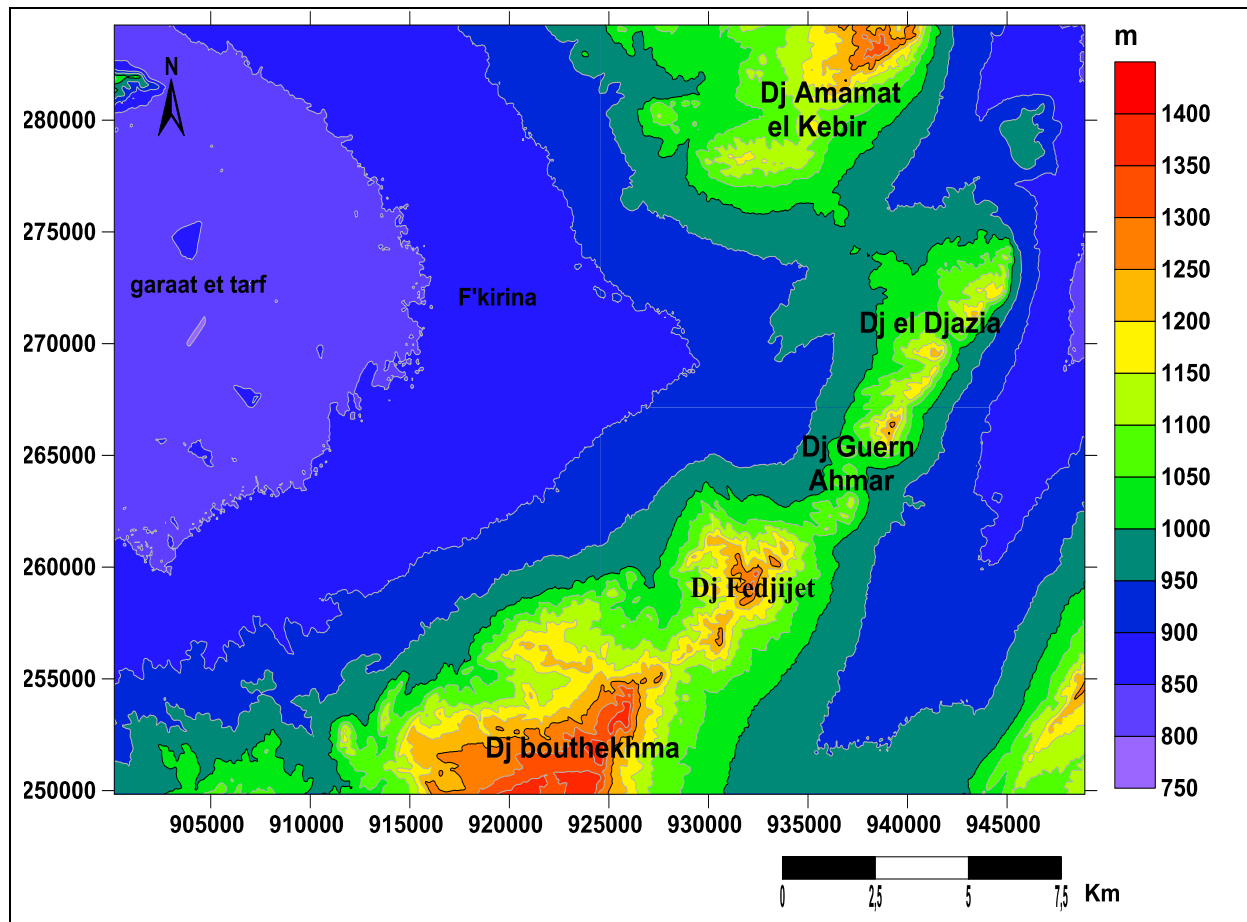 m
N
Dj Amamat
el Kebir
280000
275000
270000
265000
260000
255000
250000
garaat et tarf
F'kirina
Dj el Djazia
Dj Guern
Ahmar
Dj Fedjijet
Dj bouthekhma
1400
1350
1300
1250
1200
1150
1100
1050
1000
950
900
850
800
750
905000 910000 915000 920000 925000 930000 935000 940000 945000
0 2,5 5 7,5 Km